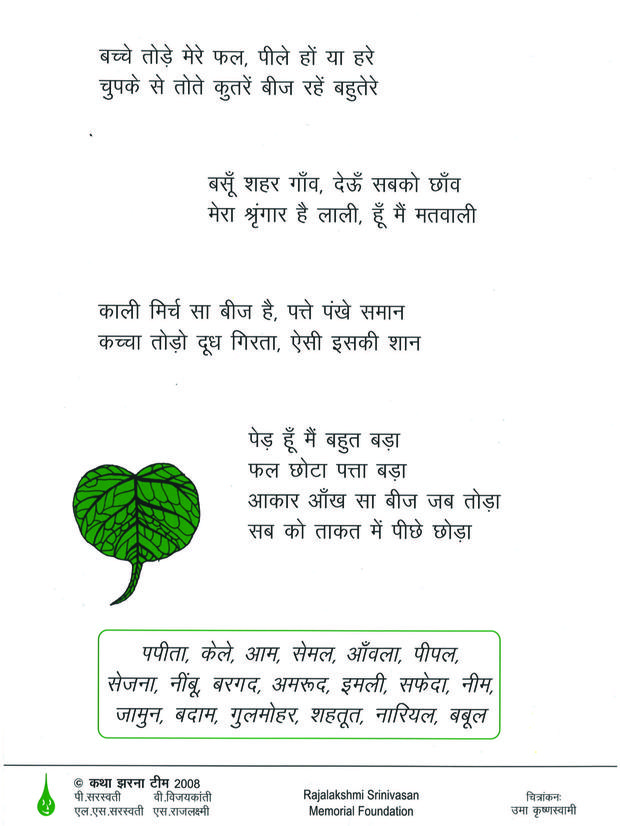 बच्चे तोड़े मेरे फल, पीले हों या हरे
चुपके से तोते कुतरें बीज रहें बहुतेरे
बसूँ शहर गाँव, देऊँ सबको छाँव
मेरा श्रृंगार है लाली, हूँ मैं मतवाली
काली मिर्च सा बीज है, पत्ते पंखे समान
कच्चा तोड़ो दूध गिरता, ऐसी इसकी शान
पेड़ हूँ मैं बहुत बड़ा
फल छोटा पत्ता बड़ा
आकार आँख सा बीज जब तोड़ा
सब को ताकत में पीछे छोड़ा
पपीता, केले, आम, सेमल, आँवला, पीपल,
सेजना, नींबू, बरगद, अमरूद, इमली, सफेदा, नीम,
जामुन, बदाम, गुलमोहर, शहतूत, नारियल, बबूल
© कथा झरना टीम 2008
पी.सरस्वती वी.विजयकांती
एल.एस.सरस्वती एस.राजलक्ष्मी
Rajalakshmi Srinivasan
Memorial Foundation
चित्रांकनः
उमा कृष्णस्वामी